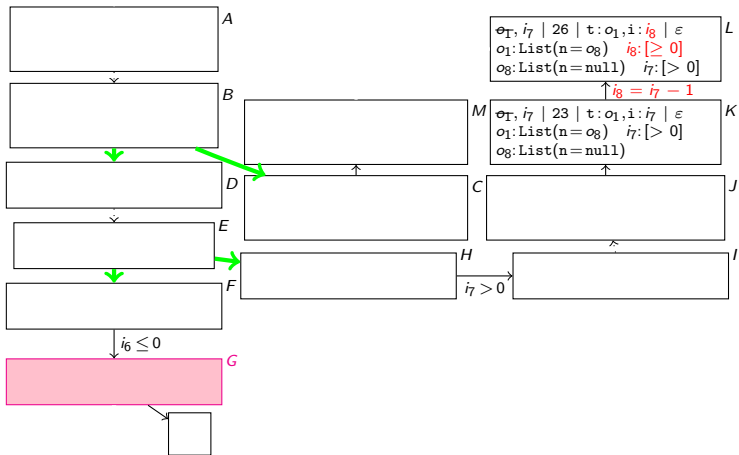 A
B
D
E
F
i₆ ≤ 0
G
M
C
H
i₇ > 0
o₁, i₇ | 26 | t: o₁, i: i₈ | ε
o₁: List(n = o₈) i₈: [≥ 0]
o₈: List(n = null) i₇: [> 0]
L
i₈ = i₇ − 1
o₁, i₇ | 23 | t: o₁, i: i₇ | ε
o₁: List(n = o₈) i₇: [> 0]
o₈: List(n = null)
K
J
I